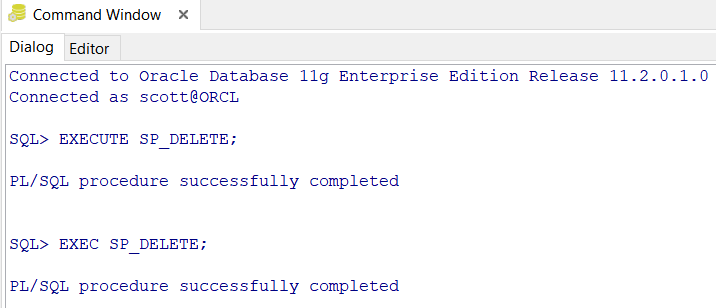 Command Window
Dialog Editor
Connected to Oracle Database 11g Enterprise Edition Release 11.2.0.1.0
Connected as scott@ORCL
SQL> EXECUTE SP_DELETE;
PL/SQL procedure successfully completed
SQL> EXEC SP_DELETE;
PL/SQL procedure successfully completed